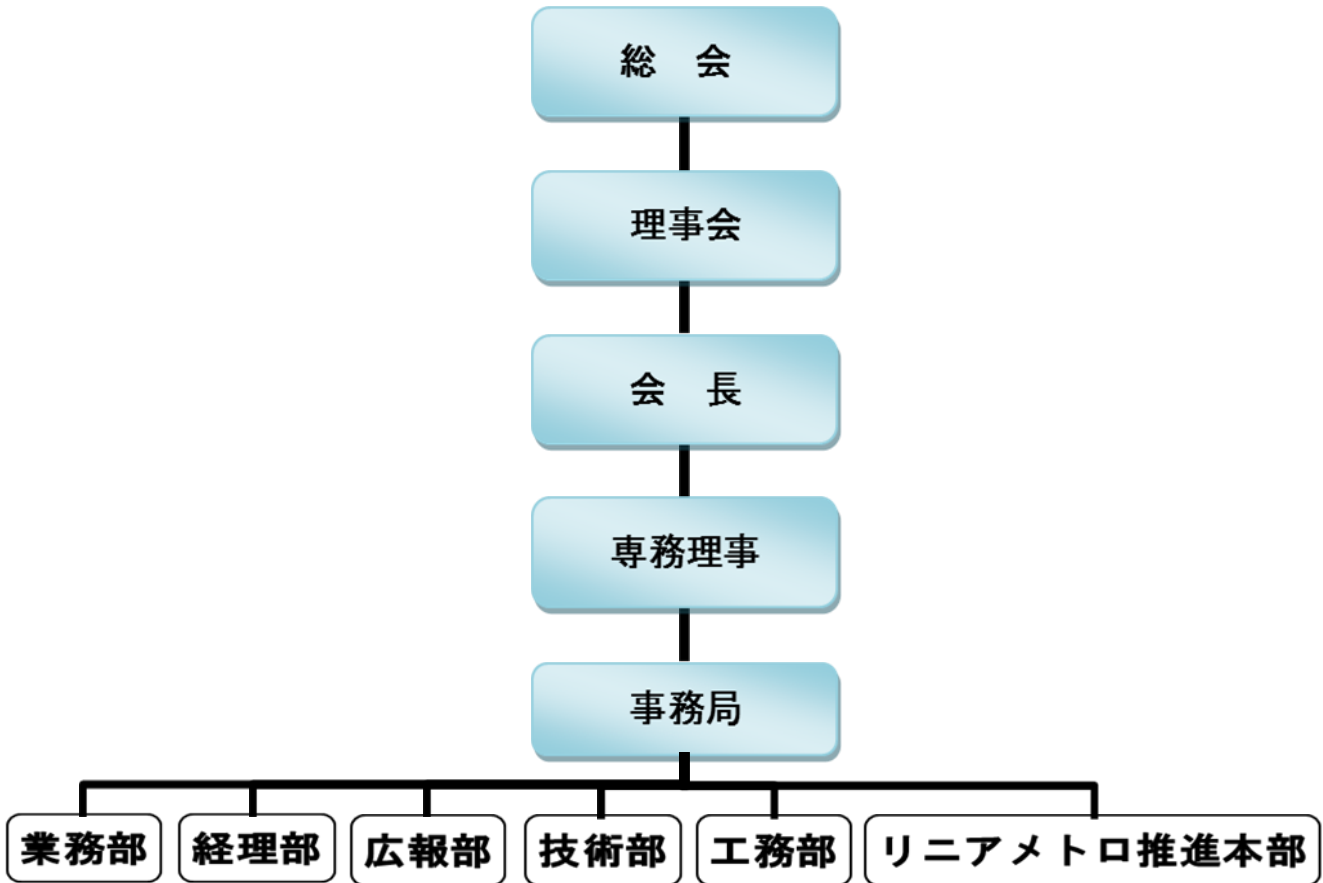 総　会
理事会
会　長
専務理事
事務局
業務部 経理部 広報部 技術部 工務部 リニアメトロ推進本部